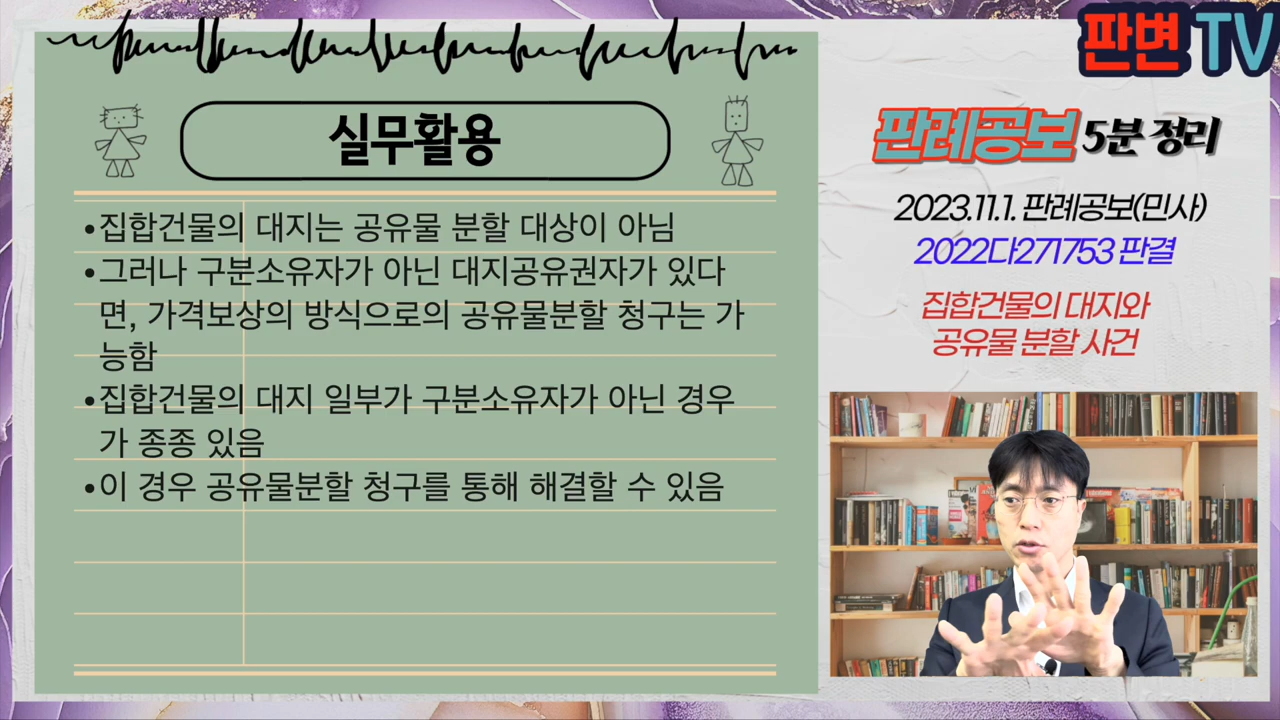 판변 TV
실무활용
•집합건물의 대지는 공유물 분할 대상이 아님
•그러나 구분소유자가 아닌 대지공유권자가 있다
면, 가격보상의 방식으로의 공유물분할 청구는 가
능함
•집합건물의 대지 일부가 구분소유자가 아닌 경우
가 종종 있음
•이 경우 공유물분할 청구를 통해 해결할 수 있음
판례공보 5분 정리
2023.11.1. 판례공보(민사)
2022다271753 판결
집합건물의 대지와
공유물 분할 사건